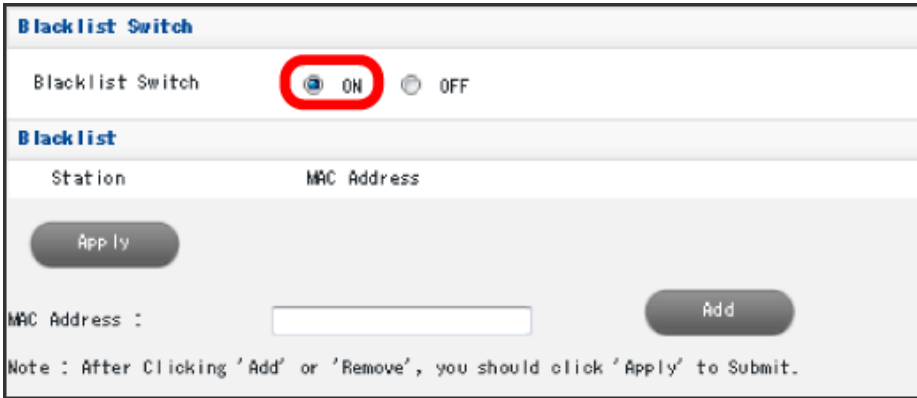 Blacklist Switch
Blacklist Switch ON OFF
Blacklist
Station MAC Address
Apply
MAC Address : Add
Note : After Clicking 'Add' or 'Remove', you should click 'Apply' to Submit.